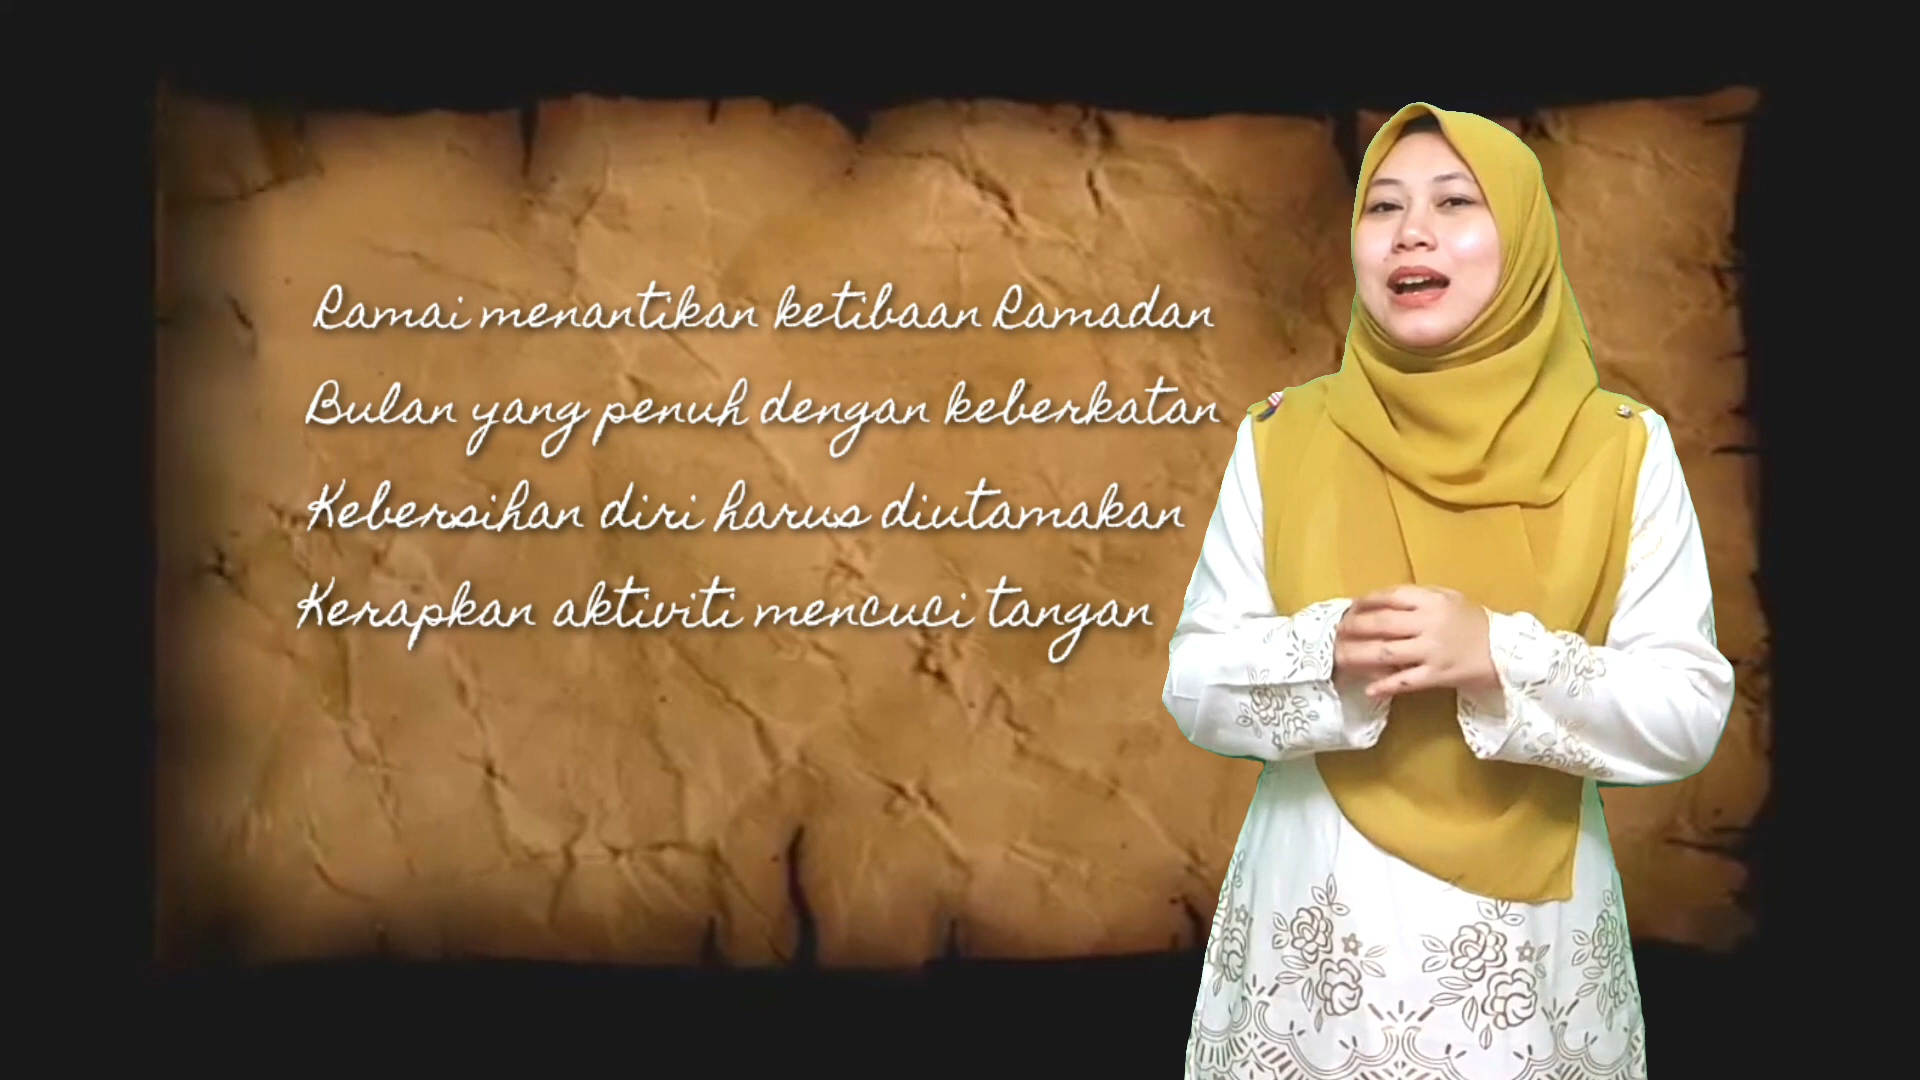 Ramai menantikan ketibaan Ramadan
Bulan yang penuh dengan keberkatan
Kebersihan diri harus diutamakan
Kerapkan aktiviti mencuci tangan